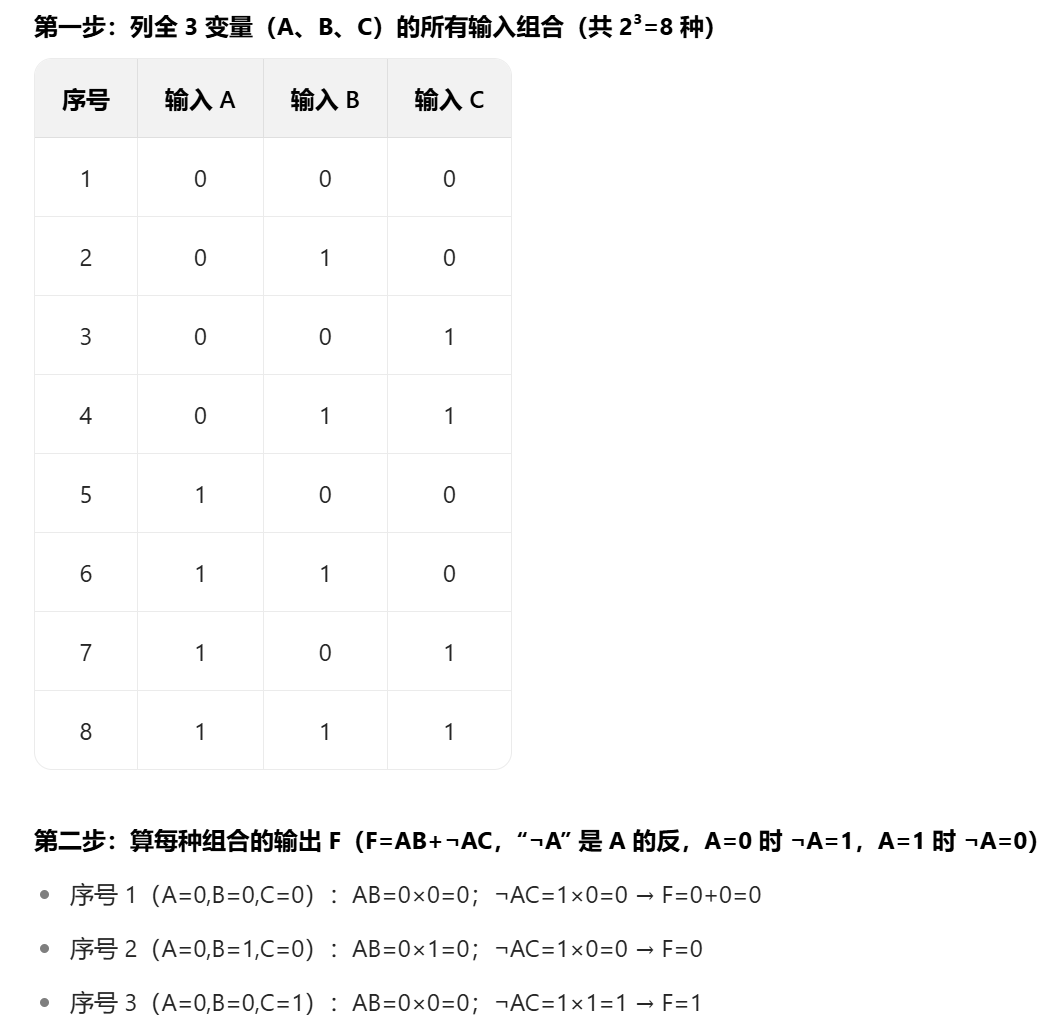 第一步：列全 3 变量（A、B、C）的所有输入组合（共 2³=8 种）
序号 输入 A 输入 B 输入 C
1 0 0 0
2 0 1 0
3 0 0 1
4 0 1 1
5 1 0 0
6 1 1 0
7 1 0 1
8 1 1 1
第二步：算每种组合的输出 F（F=AB+¬AC，“¬A” 是 A 的反，A=0 时 ¬A=1，A=1 时 ¬A=0）
• 序号 1（A=0,B=0,C=0）：AB=0×0=0；¬AC=1×0=0 → F=0+0=0
• 序号 2（A=0,B=1,C=0）：AB=0×1=0；¬AC=1×0=0 → F=0
• 序号 3（A=0,B=0,C=1）：AB=0×0=0；¬AC=1×1=1 → F=1